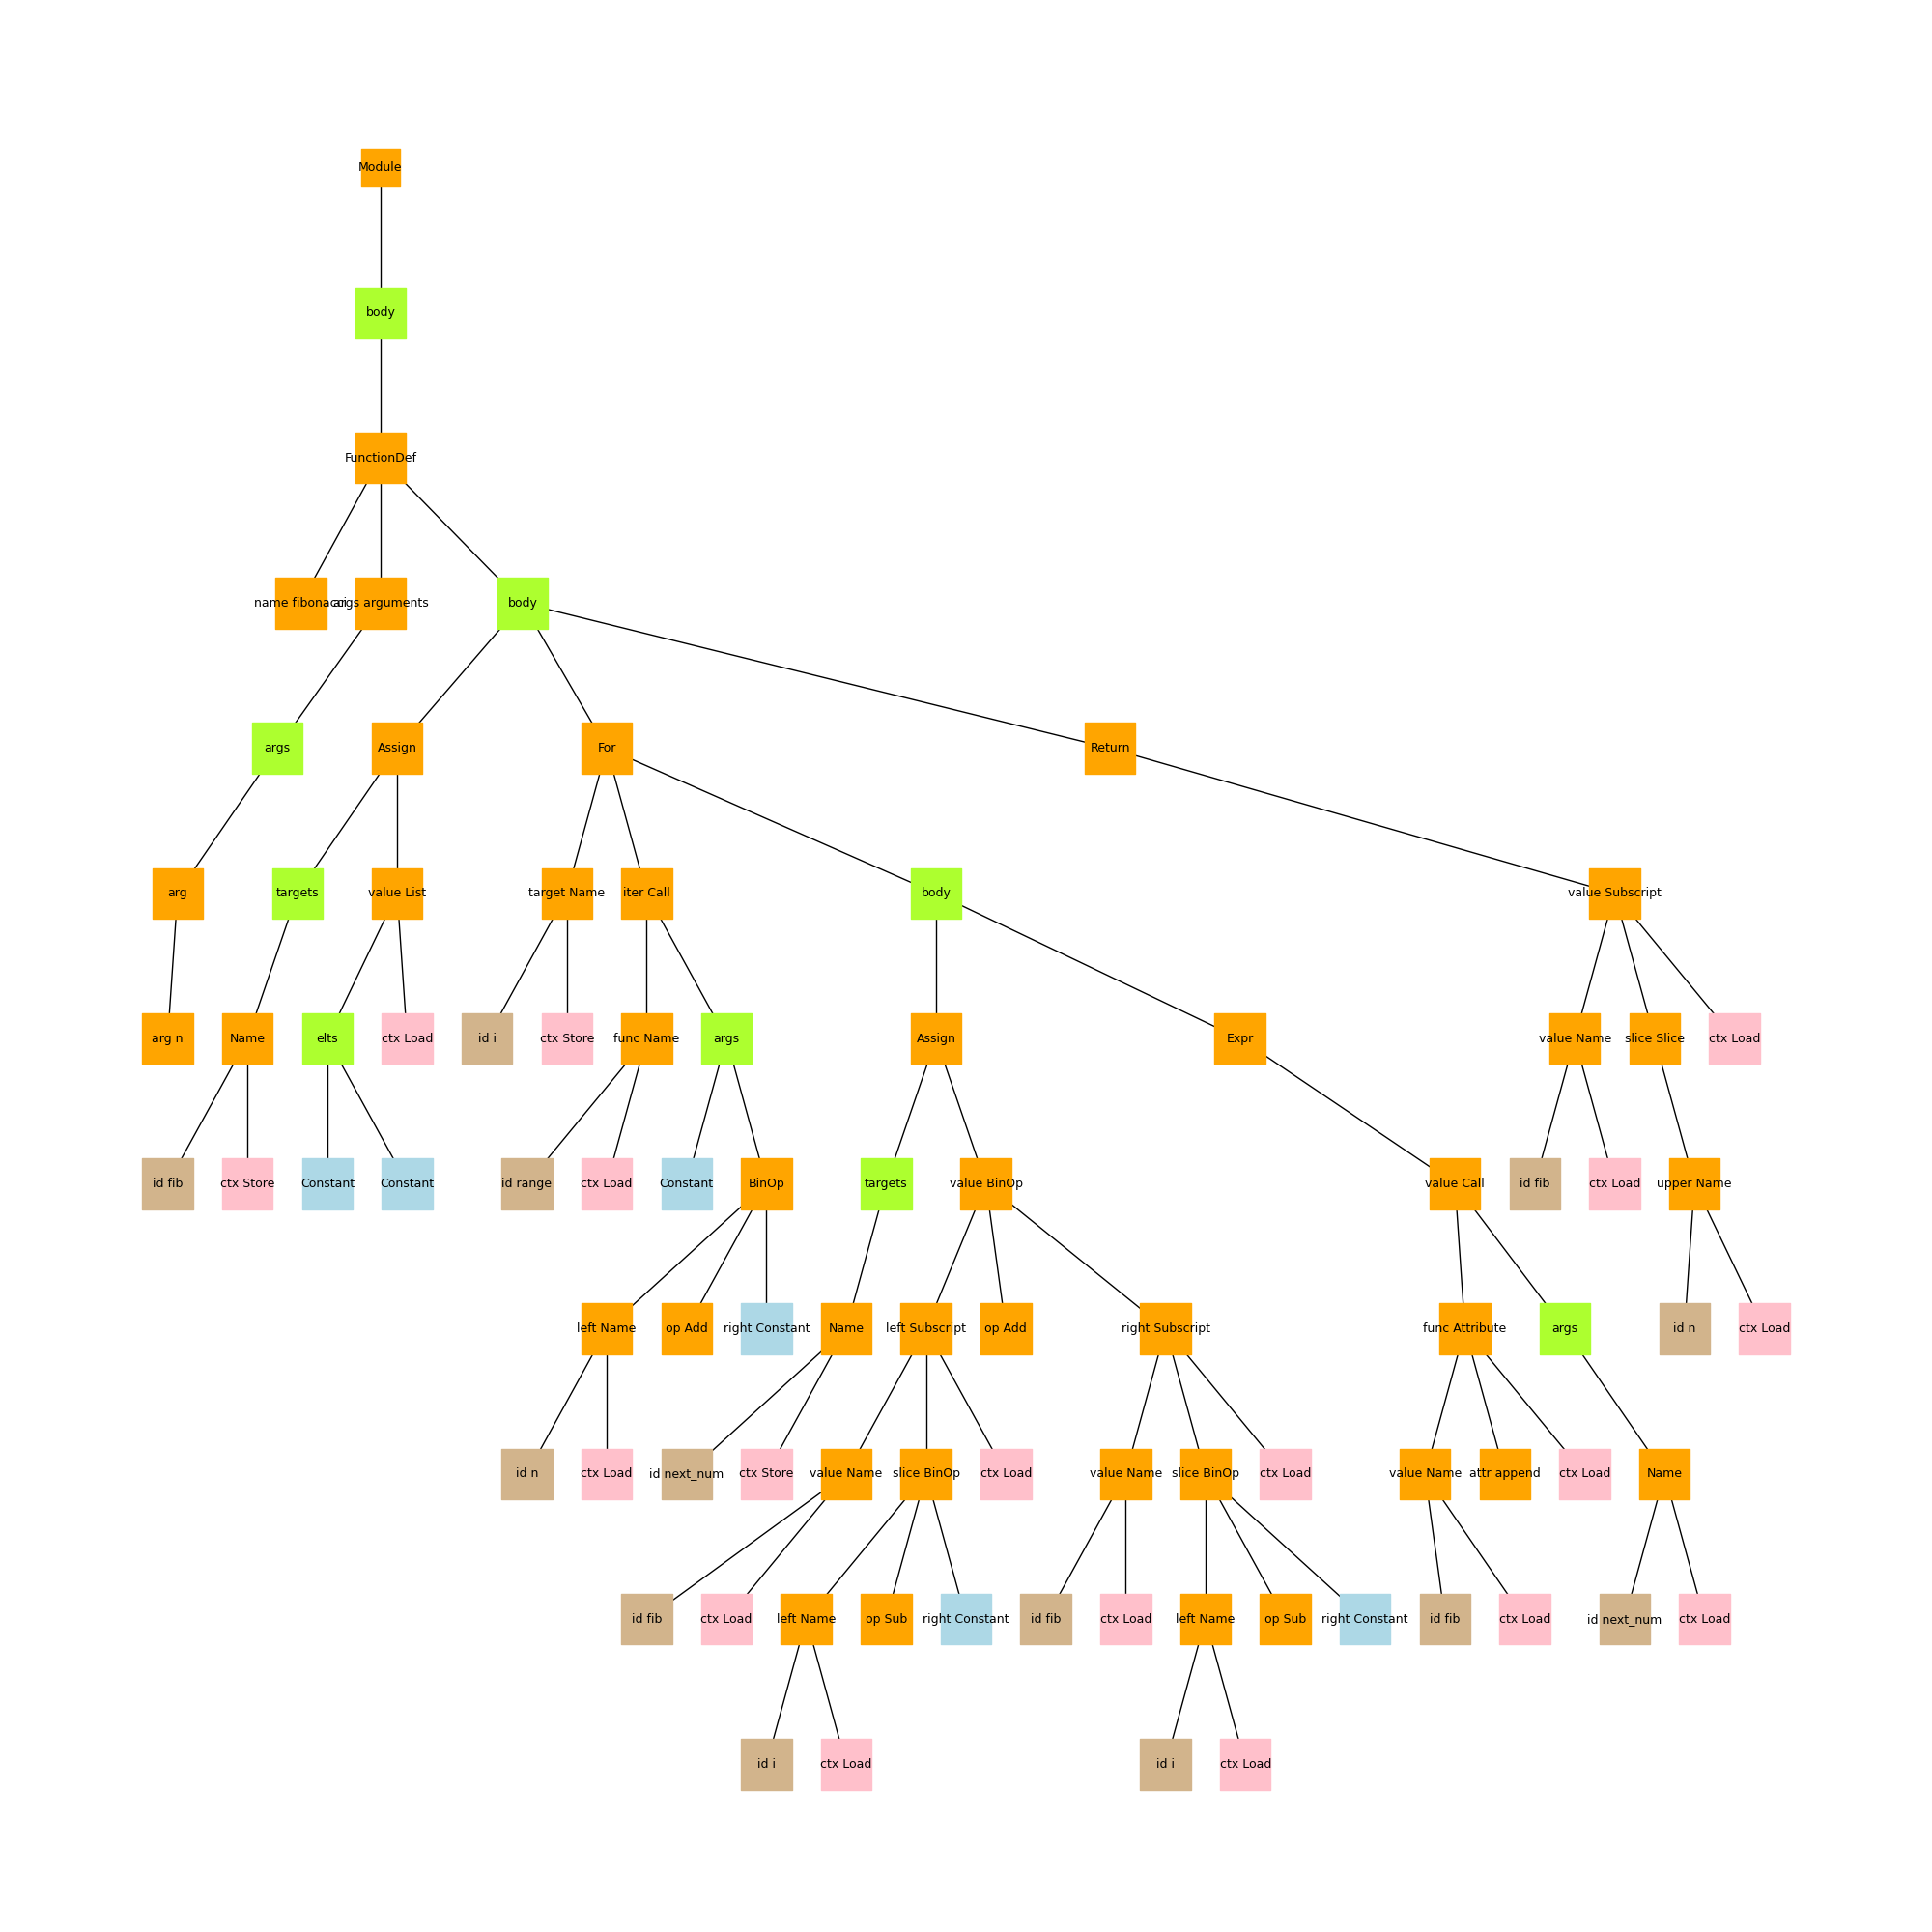 Module
body
FunctionDef
name fibonacci args arguments body
args Assign For Return
arg targets value List target Name iter Call body value Subscript
arg n Name elts ctx Load id i ctx Store func Name args Assign Expr value Name slice Slice ctx Load
id fib ctx Store Constant Constant id range ctx Load Constant BinOp targets value BinOp value Call id fib ctx Load upper Name
left Name op Add right Constant Name left Subscript op Add right Subscript func Attribute args id n ctx Load
id n ctx Load id next_num ctx Store value Name slice BinOp ctx Load value Name slice BinOp ctx Load value Name attr append ctx Load Name
id fib ctx Load left Name op Sub right Constant id fib ctx Load left Name op Sub right Constant id fib ctx Load id next_num ctx Load
id i ctx Load id i ctx Load